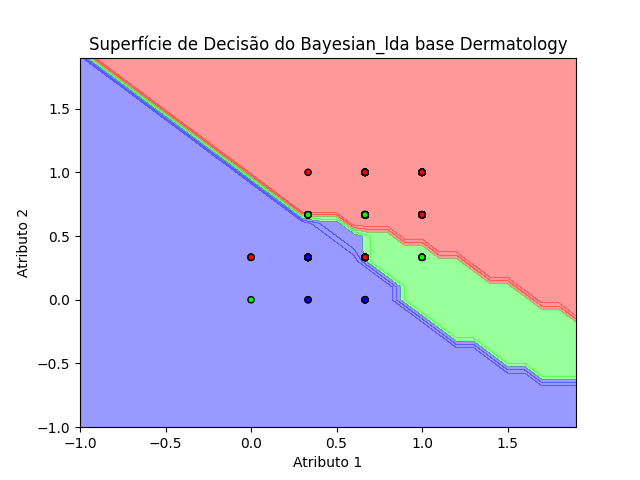 Superfície de Decisão do Bayesian_lda base Dermatology
1.5
1.0
0.5
0.0
−0.5
−1.0
Atributo 2
−1.0 −0.5 0.0 0.5 1.0 1.5
Atributo 1